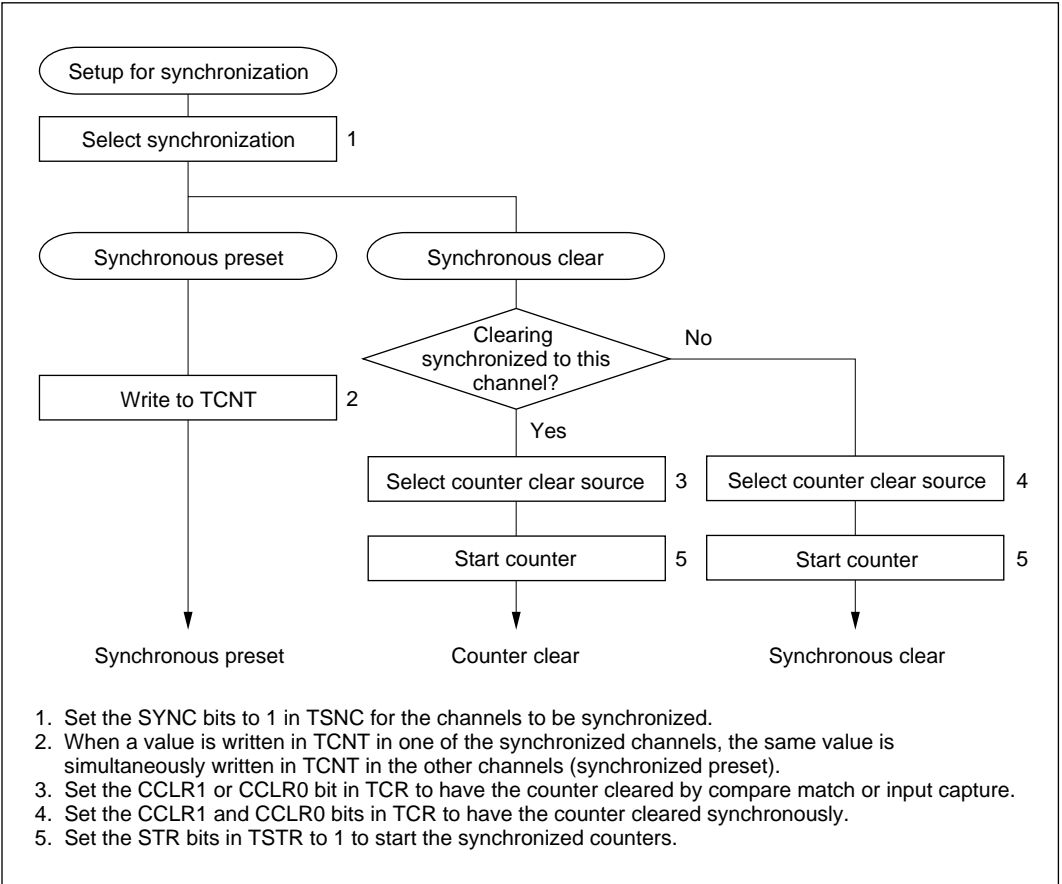 Setup for synchronization
Select synchronization 1
Synchronous preset
Synchronous clear
Clearing
synchronized to this
channel?
No
Write to TCNT 2
Yes
Select counter clear source 3
Select counter clear source 4
Start counter 5
Start counter 5
Synchronous preset
Counter clear
Synchronous clear
1. Set the SYNC bits to 1 in TSNC for the channels to be synchronized.
2. When a value is written in TCNT in one of the synchronized channels, the same value is
simultaneously written in TCNT in the other channels (synchronized preset).
3. Set the CCLR1 or CCLR0 bit in TCR to have the counter cleared by compare match or input capture.
4. Set the CCLR1 and CCLR0 bits in TCR to have the counter cleared synchronously.
5. Set the STR bits in TSTR to 1 to start the synchronized counters.